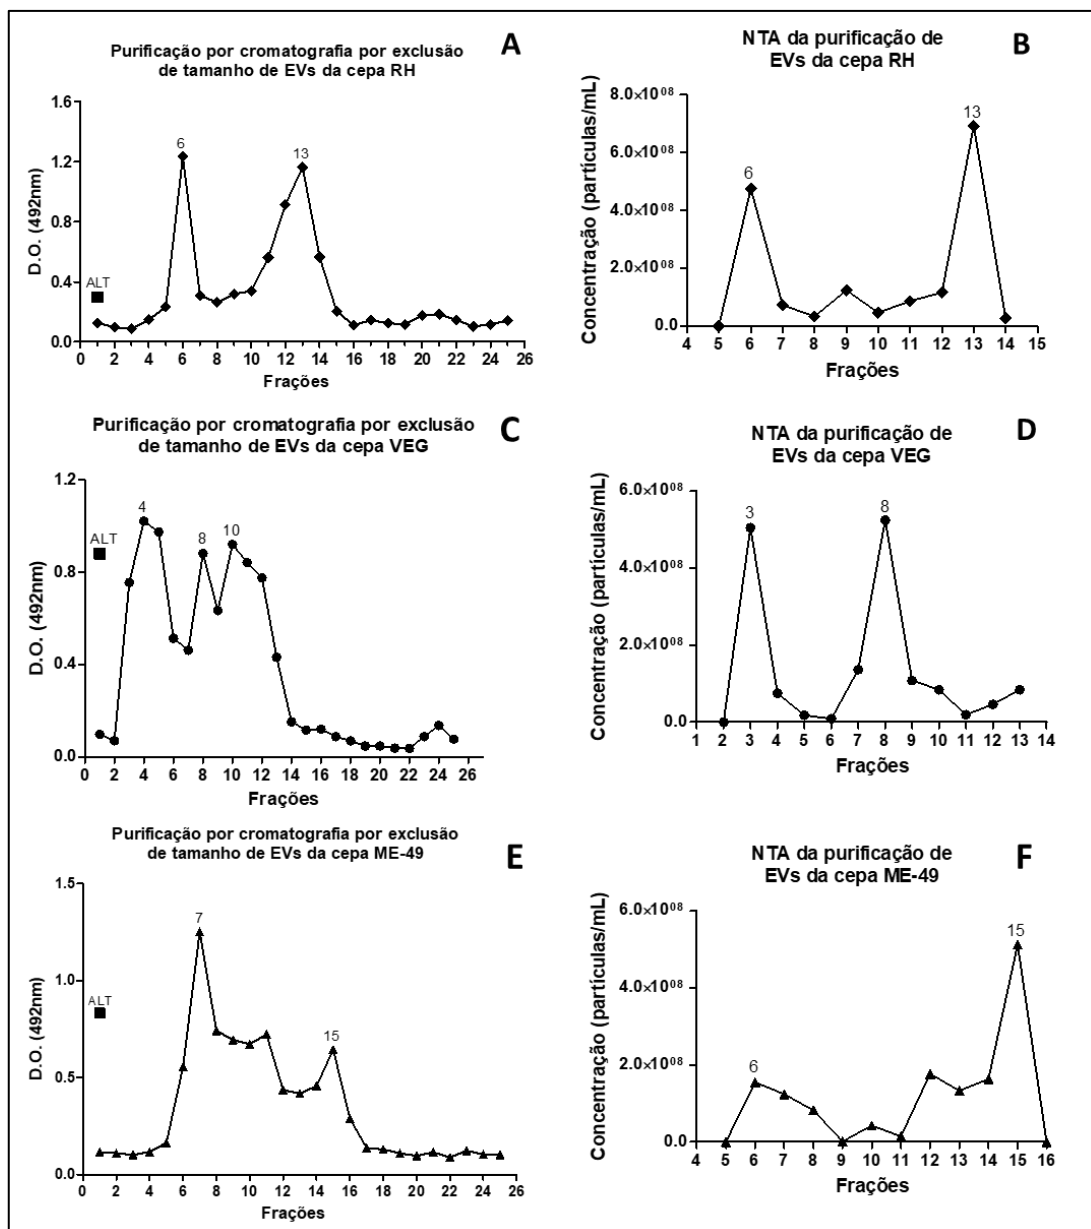 Purificação por cromatografia por exclusão
de tamanho de EVs da cepa RH
A
D.O. (492nm)
1.6
1.2
0.8
0.4
0.0
6
13
ALT
0 2 4 6 8 10 12 14 16 18 20 22 24 26
Frações
NTA da purificação de
EVs da cepa RH
B
Concentração (partículas/mL)
8.0×10⁰⁸
6.0×10⁰⁸
4.0×10⁰⁸
2.0×10⁰⁸
0.0
6
13
4 5 6 7 8 9 10 11 12 13 14 15
Frações
Purificação por cromatografia por exclusão
de tamanho de EVs da cepa VEG
C
D.O. (492nm)
1.2
0.8
0.4
0.0
4
8
10
ALT
0 2 4 6 8 10 12 14 16 18 20 22 24 26
Frações
NTA da purificação de
EVs da cepa VEG
D
Concentração (partículas/mL)
6.0×10⁰⁸
4.0×10⁰⁸
2.0×10⁰⁸
0.0
3
8
1 2 3 4 5 6 7 8 9 10 11 12 13 14
Frações
Purificação por cromatografia por exclusão
de tamanho de EVs da cepa ME-49
E
D.O. (492nm)
1.5
1.0
0.5
0.0
7
15
ALT
0 2 4 6 8 10 12 14 16 18 20 22 24 26
Frações
NTA da purificação de
EVs da cepa ME-49
F
Concentração (partículas/mL)
6.0×10⁰⁸
4.0×10⁰⁸
2.0×10⁰⁸
0.0
6
15
4 5 6 7 8 9 10 11 12 13 14 15 16
Frações